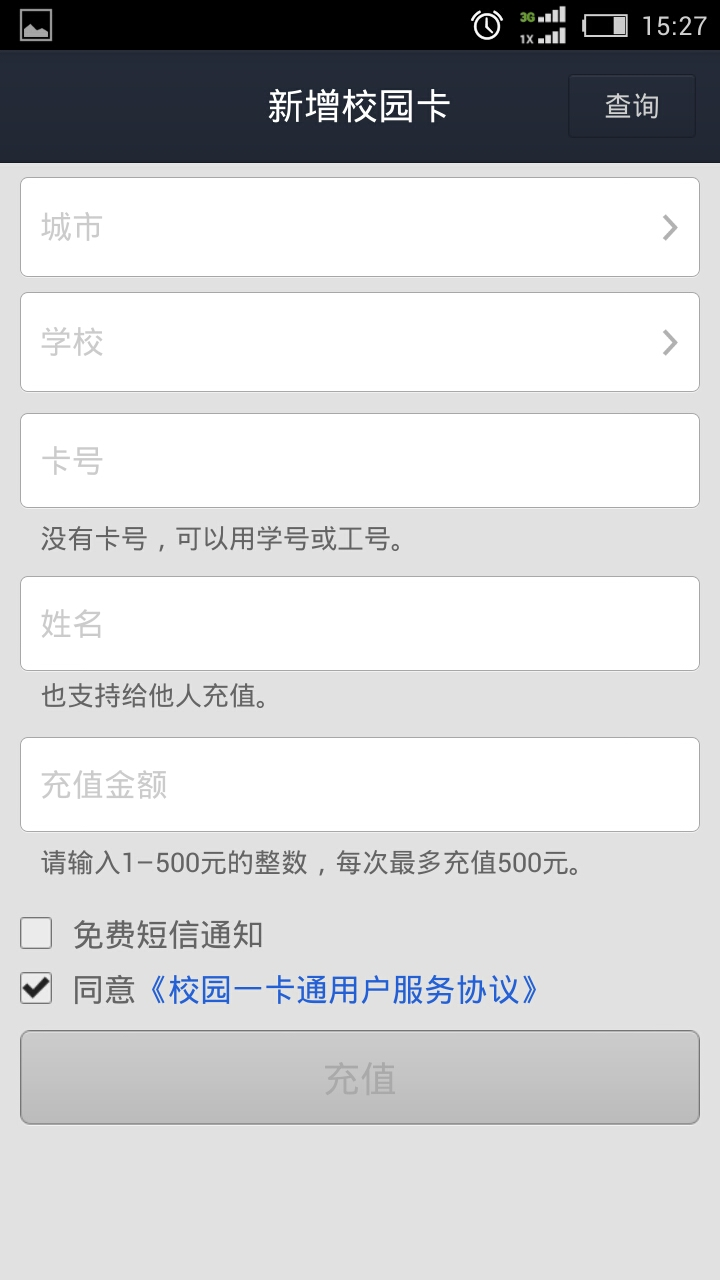 3G
1X
15:27
新增校园卡
查询
城市
学校
卡号
没有卡号，可以用学号或工号。
姓名
也支持给他人充值。
充值金额
请输入1-500元的整数，每次最多充值500元。
免费短信通知
同意《校园一卡通用户服务协议》
充值